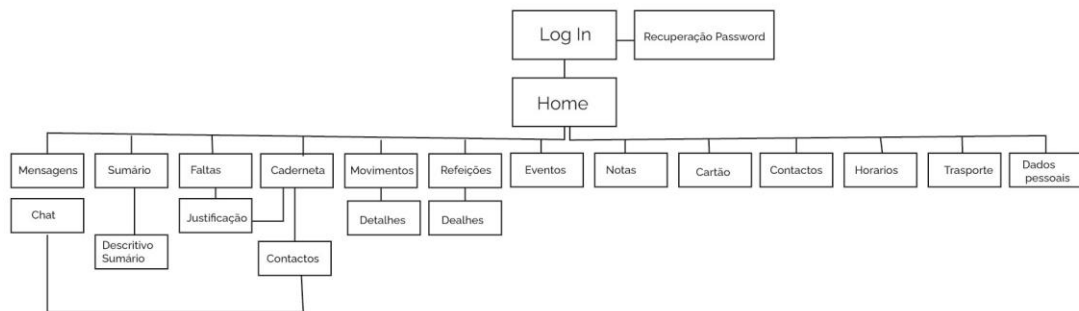 Log In
Recuperação Password
Home
Mensagens
Sumário
Faltas
Caderneta
Movimentos
Refeições
Eventos
Notas
Cartão
Contactos
Horarios
Trasporte
Dados
pessoais
Chat
Justificação
Detalhes
Dealhes
Descritivo
Sumário
Contactos